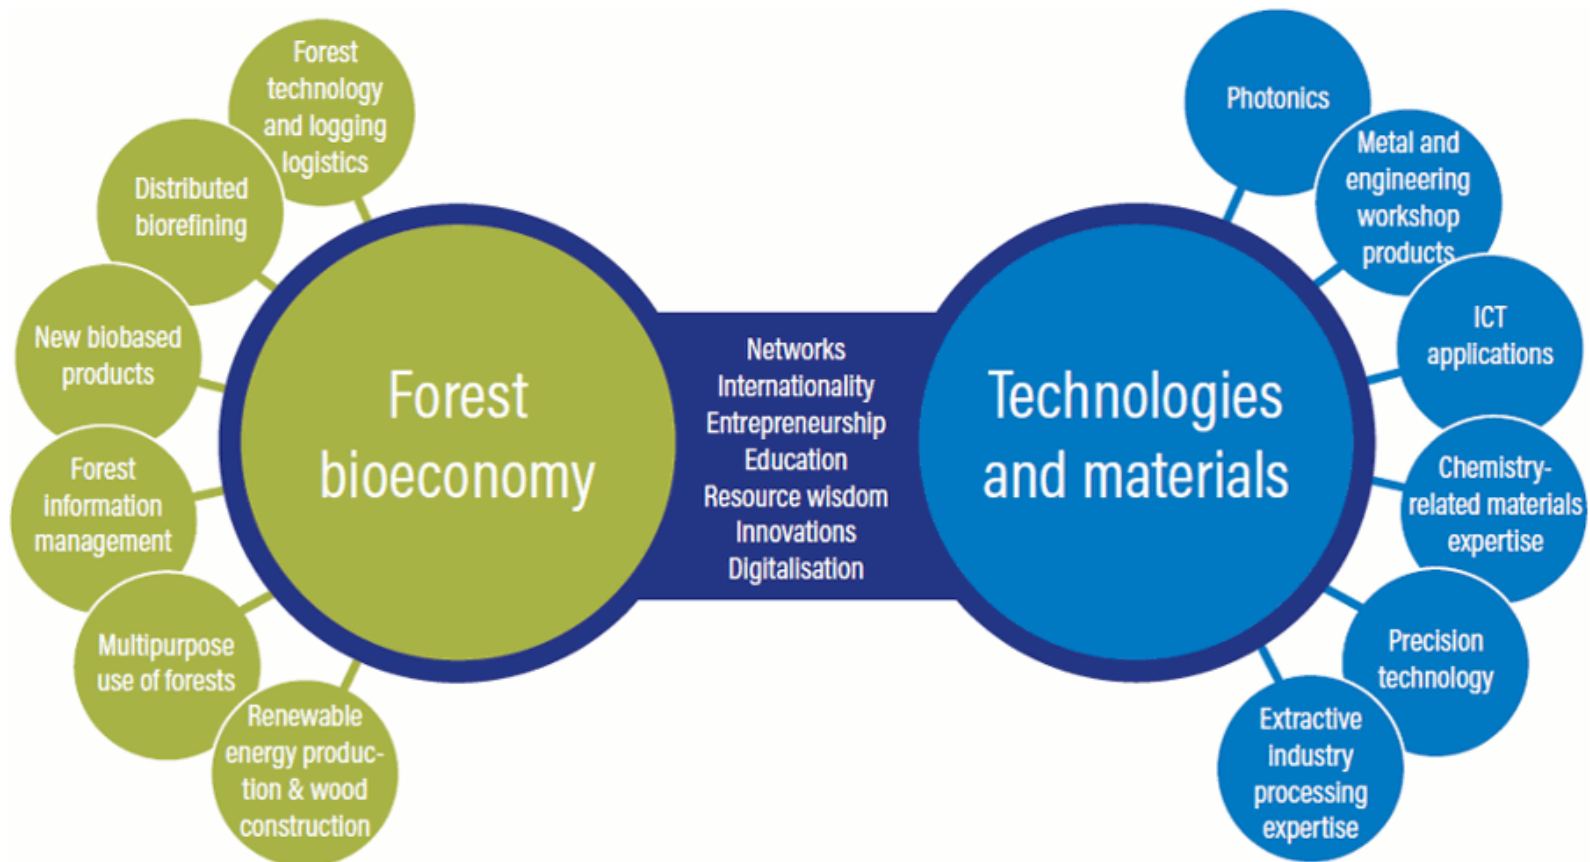 Forest
technology
and logging
logistics
Distributed
biorefining
New biobased
products
Forest
information
management
Multipurpose
use of forests
Renewable
energy produc-
tion & wood
construction
Forest
bioeconomy
Networks
Internationality
Entrepreneurship
Education
Resource wisdom
Innovations
Digitalisation
Technologies
and materials
Photonics
Metal and
engineering
workshop
products
ICT
applications
Chemistry-
related materials
expertise
Precision
technology
Extractive
industry
processing
expertise